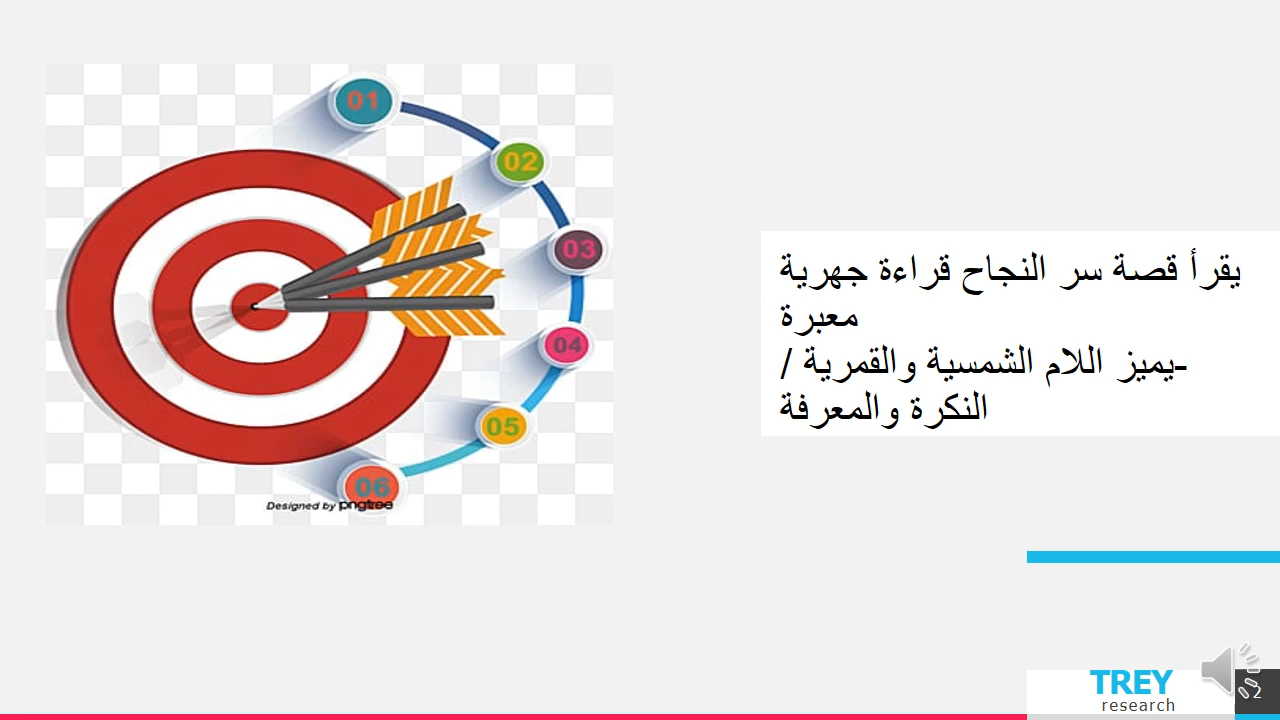 01
02
03
04
05
06
Designed by pngtree
يقرأ قصة سر النجاح قراءة جهرية
معبرة
-يميز اللام الشمسية والقمرية /
النكرة والمعرفة
TREY
research
2